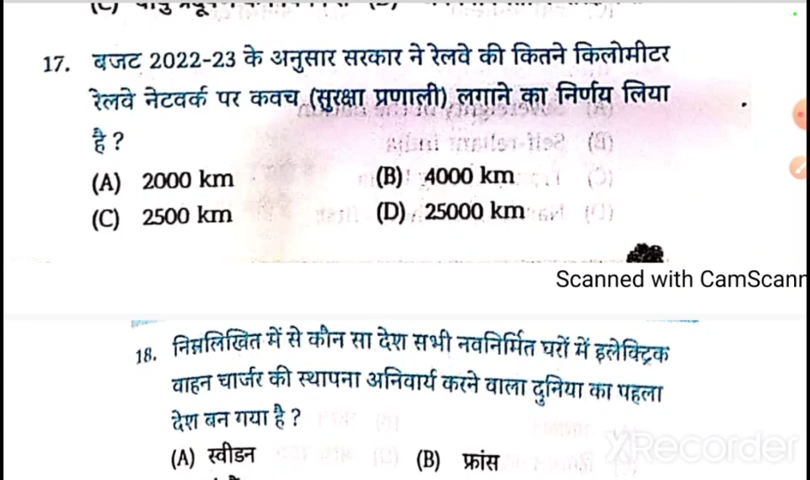 17. बजट 2022-23 के अनुसार सरकार ने रेलवे की कितने किलोमीटर
रेलवे नेटवर्क पर कवच (सुरक्षा प्रणाली) लगाने का निर्णय लिया
है ?
(A) 2000 km (B) 4000 km
(C) 2500 km (D) 25000 km
Scanned with CamScann
18. निम्नलिखित में से कौन सा देश सभी नवनिर्मित घरों में इलेक्ट्रिक
वाहन चार्जर की स्थापना अनिवार्य करने वाला दुनिया का पहला
देश बन गया है ?
(A) स्वीडन (B) फ्रांस
XRecorder